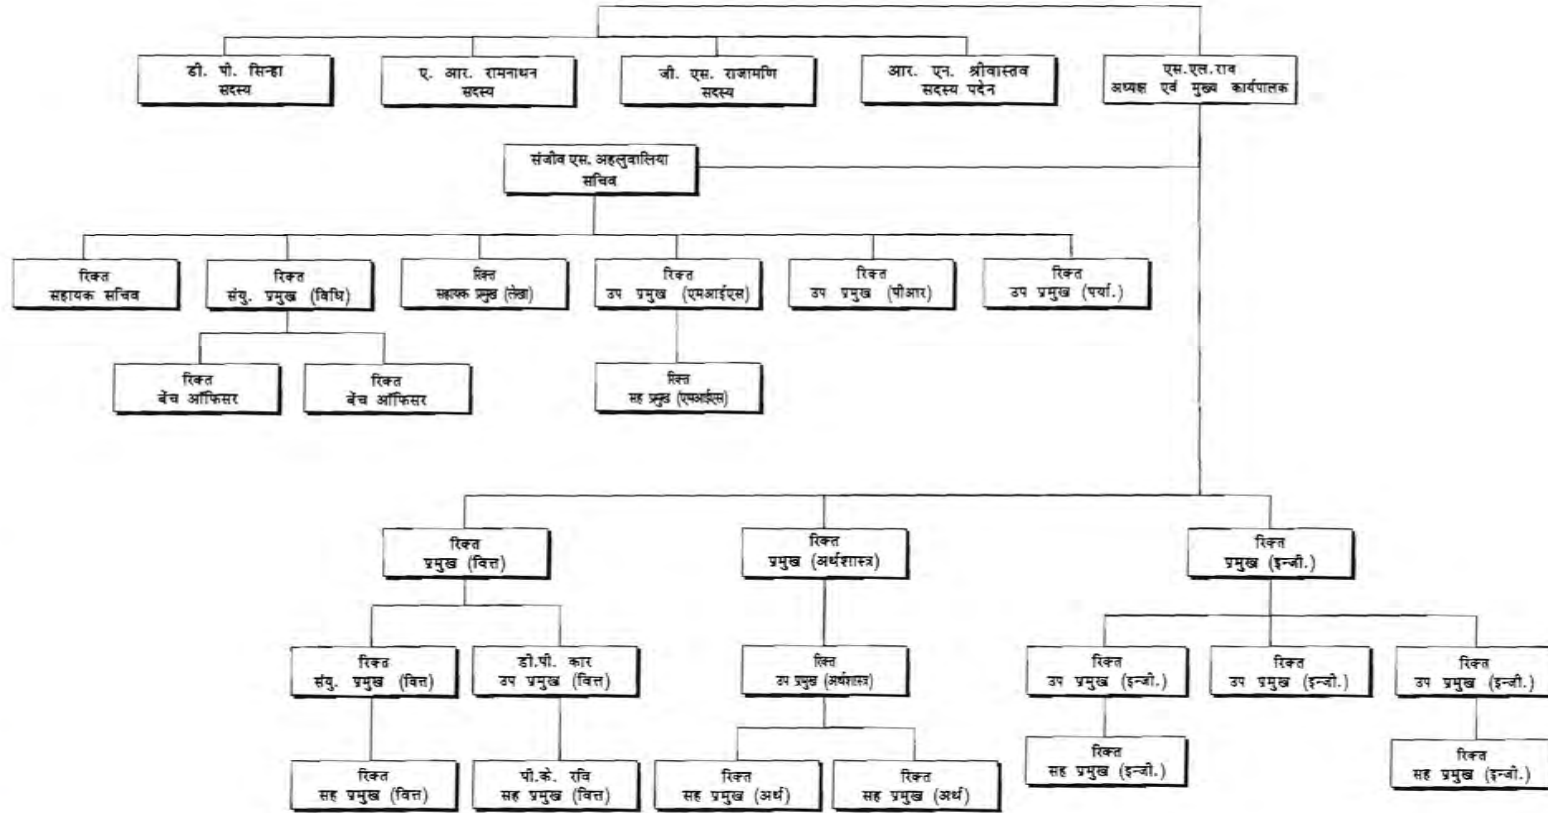 डी. पी. सिन्हा
सदस्य
ए. आर. रामनाथन
सदस्य
जी. एस. राजामणि
सदस्य
आर. एन. श्रीवास्तव
सदस्य पदेन
एस.एल.राव
अध्यक्ष एवं मुख्य कार्यपालक
संजीव एस. अहलुवालिया
सचिव
रिक्त
सहायक सचिव
रिक्त
संयु. प्रमुख (विधि)
रिक्त
सहायक प्रमुख (लेखा)
रिक्त
उप प्रमुख (एमआईएस)
रिक्त
उप प्रमुख (पीआर)
रिक्त
उप प्रमुख (पर्या.)
रिक्त
बेंच ऑफिसर
रिक्त
बेंच ऑफिसर
रिक्त
सह प्रमुख (एमआईएस)
रिक्त
प्रमुख (वित्त)
रिक्त
प्रमुख (अर्थशास्त्र)
रिक्त
प्रमुख (इन्जी.)
रिक्त
संयु. प्रमुख (वित्त)
डी.पी. कार
उप प्रमुख (वित्त)
रिक्त
उप प्रमुख (अर्थशास्त्र)
रिक्त
उप प्रमुख (इन्जी.)
रिक्त
उप प्रमुख (इन्जी.)
रिक्त
उप प्रमुख (इन्जी.)
रिक्त
सह प्रमुख (वित्त)
पी.के. रवि
सह प्रमुख (वित्त)
रिक्त
सह प्रमुख (अर्थ)
रिक्त
सह प्रमुख (अर्थ)
रिक्त
सह प्रमुख (इन्जी.)
रिक्त
सह प्रमुख (इन्जी.)